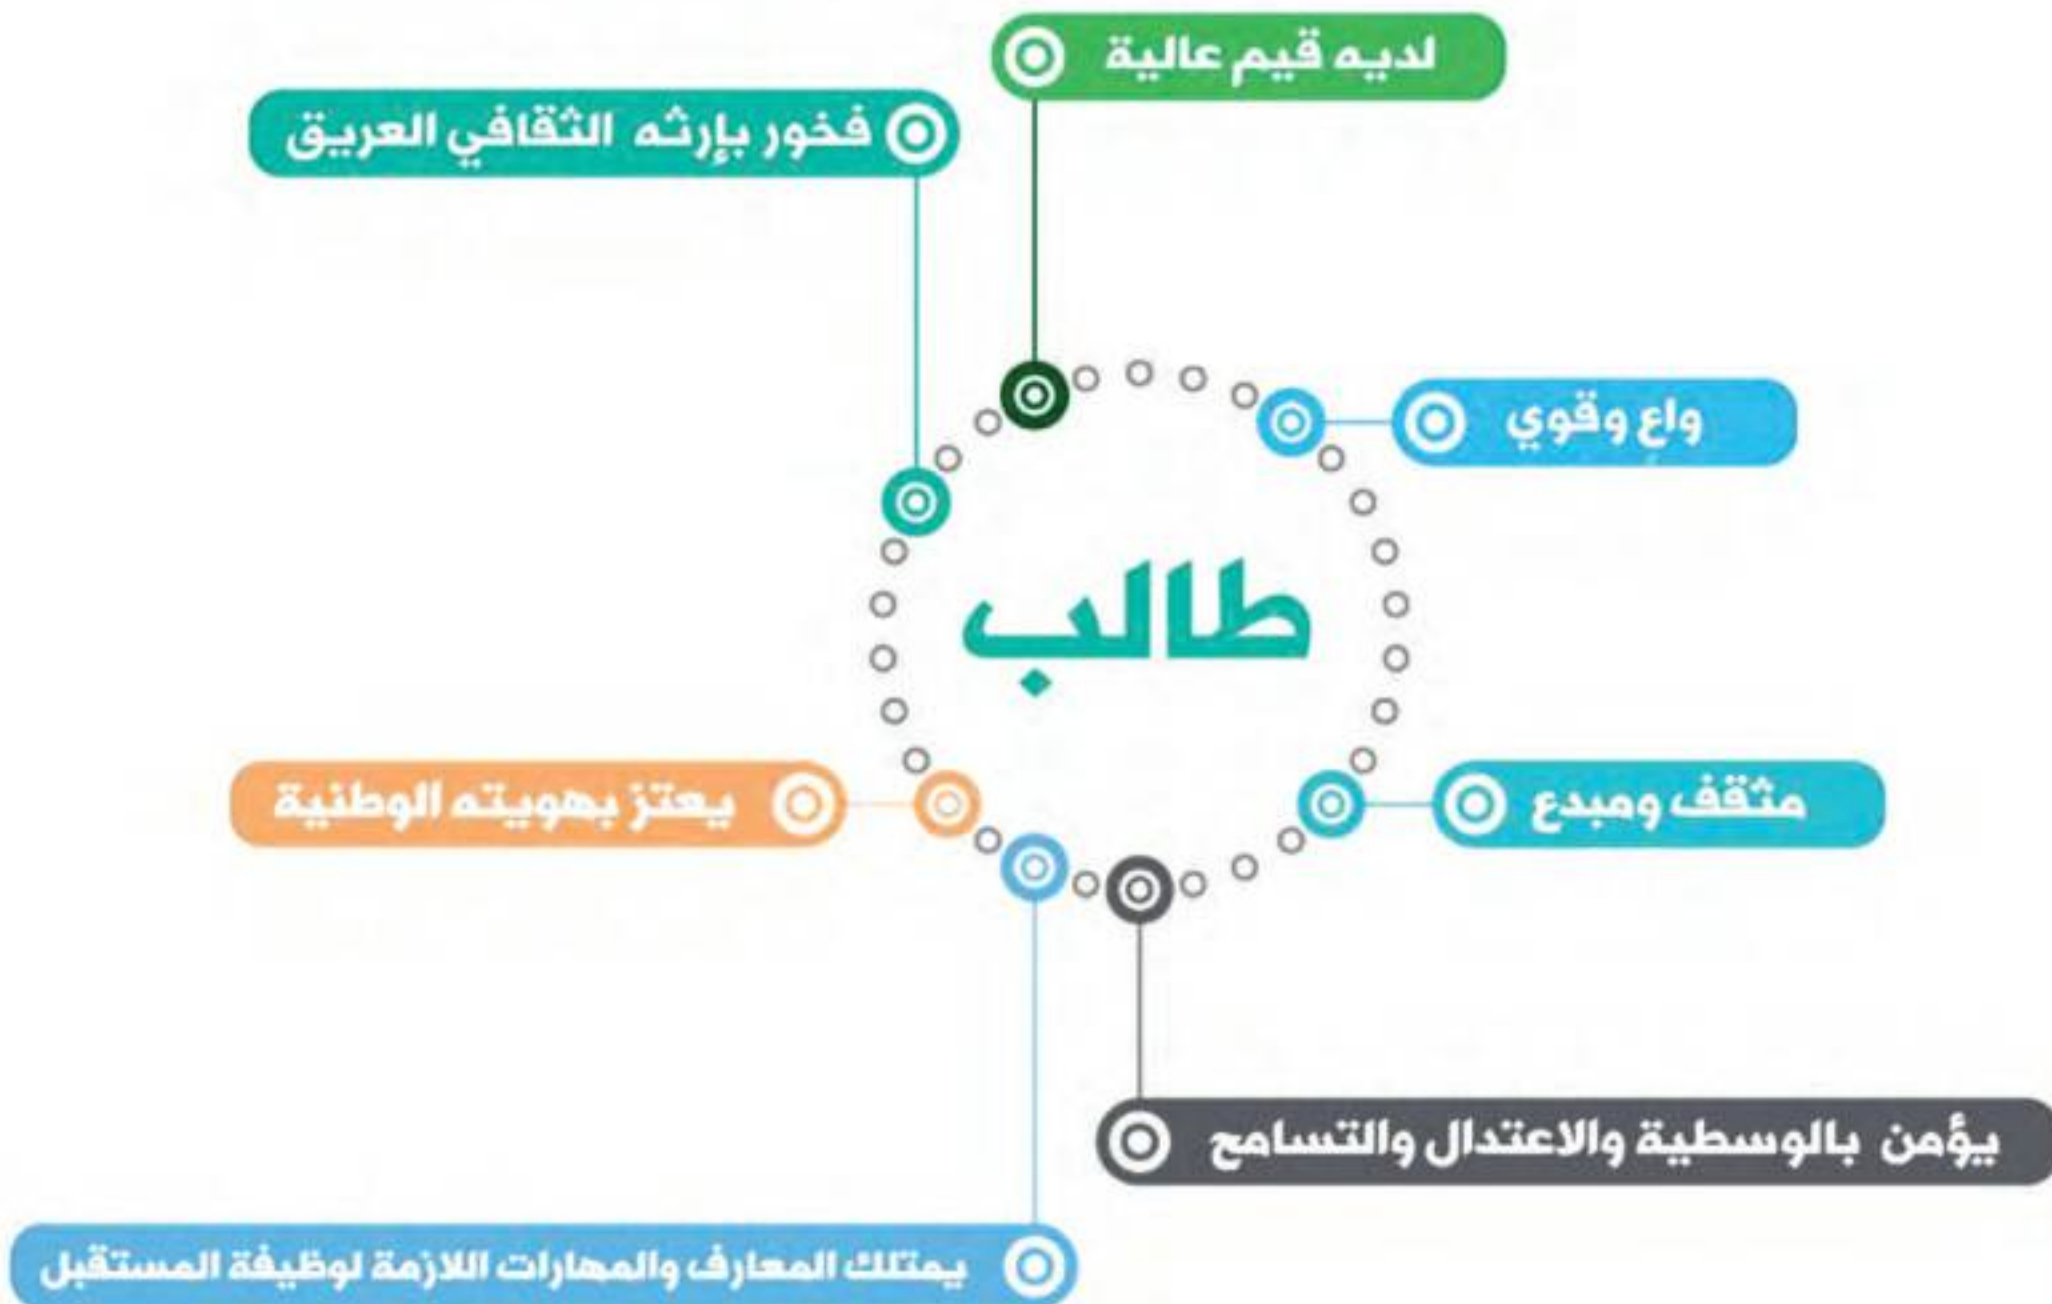 لديه قيم عالية
فخور بإرثه الثقافي العريق
واعٍ وقوي
طالب
مثقف ومبدع
يعتز بهويته الوطنية
يؤمن بالوسطية والاعتدال والتسامح
يمتلك المعارف والمهارات اللازمة لوظيفة المستقبل